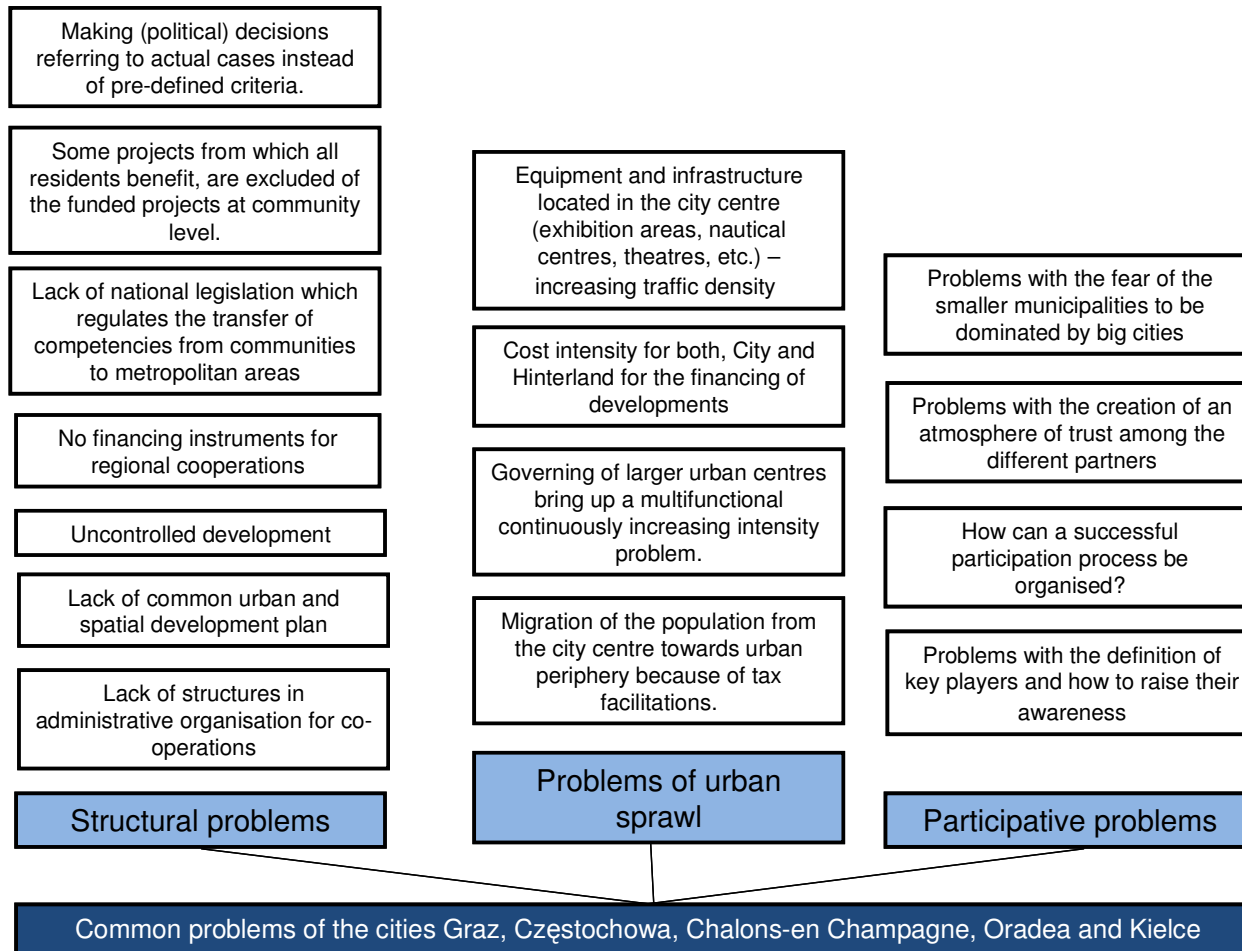 Making (political) decisions
referring to actual cases instead
of pre-defined criteria.
Some projects from which all
residents benefit, are excluded of
the funded projects at community
level.
Lack of national legislation which
regulates the transfer of
competencies from communities
to metropolitan areas
No financing instruments for
regional cooperations
Uncontrolled development
Lack of common urban and
spatial development plan
Lack of structures in
administrative organisation for co-
operations
Structural problems
Equipment and infrastructure
located in the city centre
(exhibition areas, nautical
centres, theatres, etc.) –
increasing traffic density
Cost intensity for both, City and
Hinterland for the financing of
developments
Governing of larger urban centres
bring up a multifunctional
continuously increasing intensity
problem.
Migration of the population from
the city centre towards urban
periphery because of tax
facilitations.
Problems of urban
sprawl
Problems with the fear of the
smaller municipalities to be
dominated by big cities
Problems with the creation of an
atmosphere of trust among the
different partners
How can a successful
participation process be
organised?
Problems with the definition of
key players and how to raise their
awareness
Participative problems
Common problems of the cities Graz, Częstochowa, Chalons-en Champagne, Oradea and Kielce